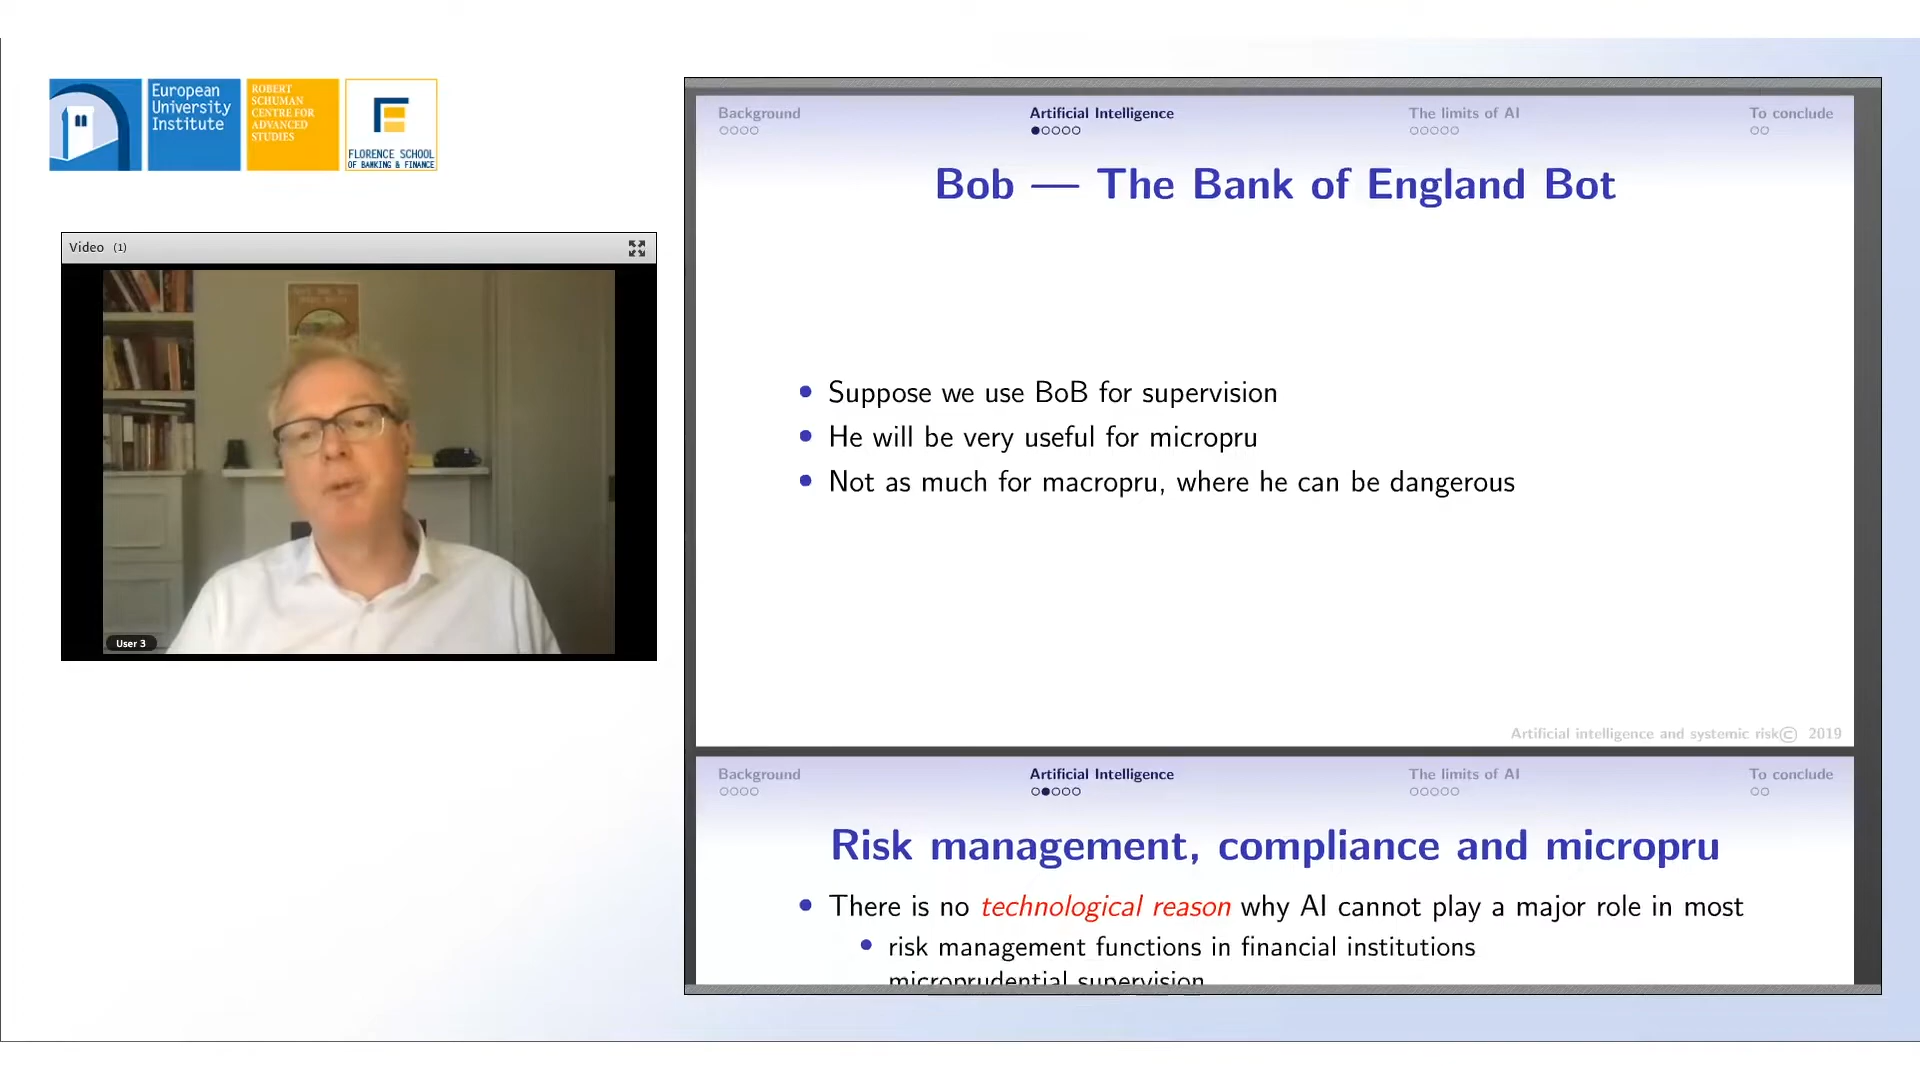 European
University
Institute
ROBERT
SCHUMAN
CENTRE FOR
ADVANCED
STUDIES
FLORENCE SCHOOL
OF BANKING & FINANCE
Video (1)
User 3
Background
Artificial Intelligence
The limits of AI
To conclude
Bob — The Bank of England Bot
Suppose we use BoB for supervision
He will be very useful for micropru
Not as much for macropru, where he can be dangerous
Artificial intelligence and systemic risk© 2019
Background
Artificial Intelligence
The limits of AI
To conclude
Risk management, compliance and micropru
There is no technological reason why AI cannot play a major role in most
risk management functions in financial institutions
microprudential supervision